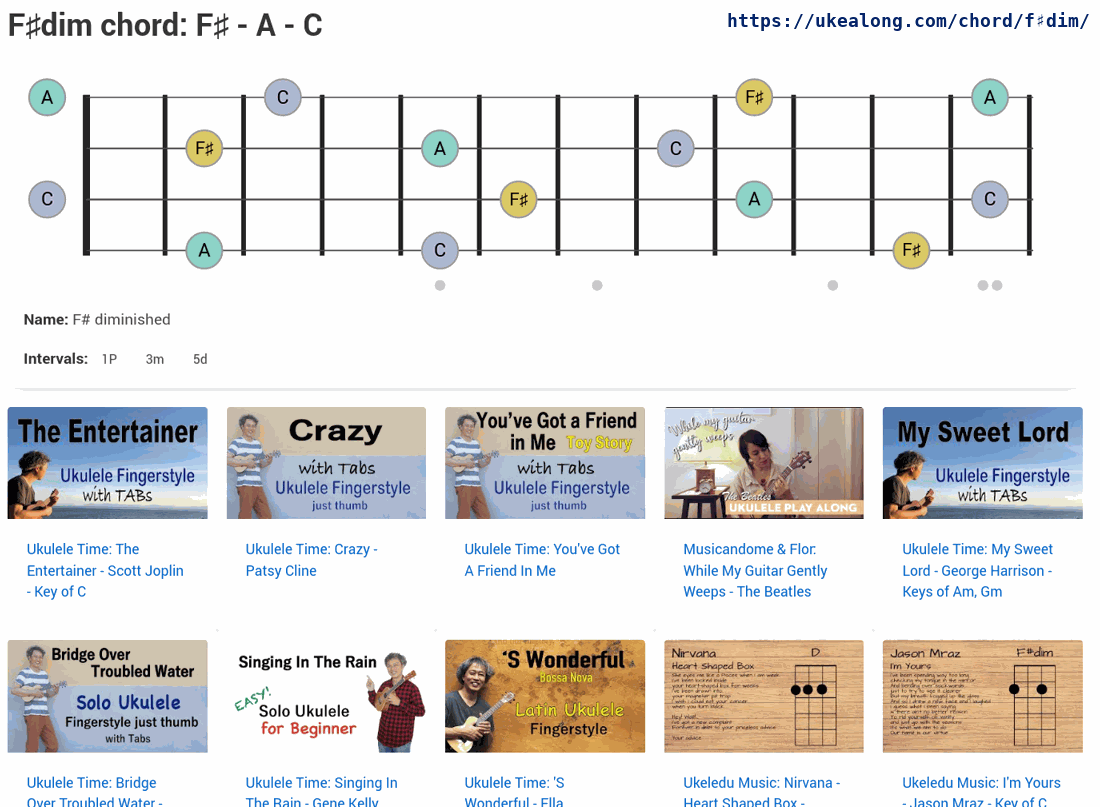 F♯dim chord: F♯ - A - C
https://ukealong.com/chord/f♯dim/
A C F♯ A
F♯ A C
C F♯ A C
A C F♯
Name: F# diminished
Intervals: 1P 3m 5d
The Entertainer
Ukulele Fingerstyle
with TABs
Crazy
with Tabs
Ukulele Fingerstyle
just thumb
You've Got a Friend
in Me Toy Story
with Tabs
Ukulele Fingerstyle
just thumb
While my guitar
gently weeps
The Beatles
UKULELE PLAY ALONG
My Sweet Lord
Ukulele Fingerstyle
with TABs
Ukulele Time: The
Entertainer - Scott Joplin
- Key of C
Ukulele Time: Crazy -
Patsy Cline
Ukulele Time: You've Got
A Friend In Me
Musicandome & Flor:
While My Guitar Gently
Weeps - The Beatles
Ukulele Time: My Sweet
Lord - George Harrison -
Keys of Am, Gm
Bridge Over
Troubled Water
Solo Ukulele
Fingerstyle just thumb
with Tabs
Singing In The Rain
EASY!
Solo Ukulele
for Beginner
'S Wonderful
Bossa Nova
Latin Ukulele
Fingerstyle
Nirvana D
Heart Shaped Box
Jason Mraz F#dim
I'm Yours
Ukulele Time: Bridge
Over Troubled Water -
Ukulele Time: Singing In
The Rain - Gene Kelly
Ukulele Time: 'S
Wonderful - Ella
Ukeledu Music: Nirvana -
Heart Shaped Box -
Ukeledu Music: I'm Yours
- Jason Mraz - Key of C